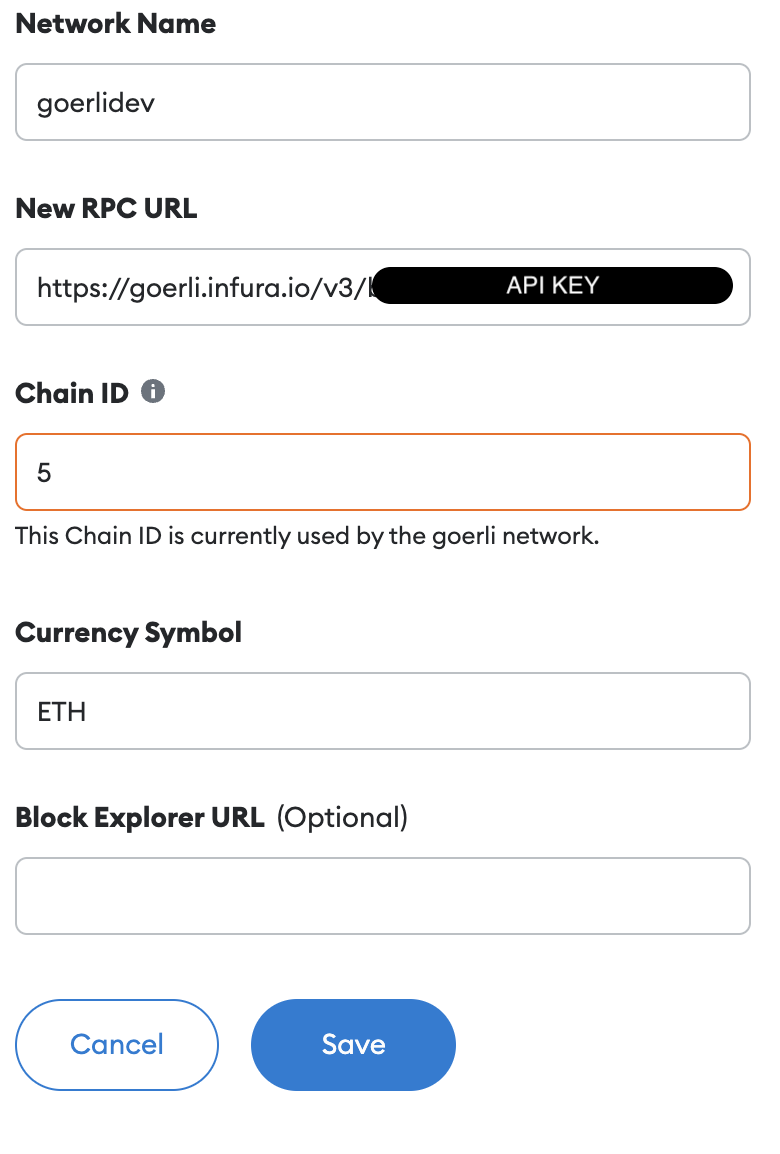 Network Name
goerlidev
New RPC URL
https://goerli.infura.io/v3/ API KEY
Chain ID
5
This Chain ID is currently used by the goerli network.
Currency Symbol
ETH
Block Explorer URL (Optional)
Cancel
Save